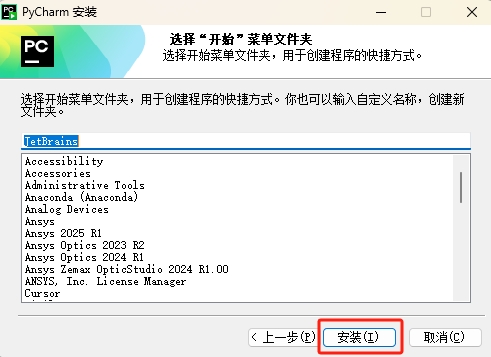 PyCharm 安装
PC
选择“开始”菜单文件夹
选择开始菜单文件夹，用于创建程序的快捷方式。
选择开始菜单文件夹，用于创建程序的快捷方式。你也可以输入自定义名称，创建新
文件夹。
JetBrains
Accessibility
Accessories
Administrative Tools
Anaconda (Anaconda)
Analog Devices
Ansys
Ansys 2025 R1
Ansys Optics 2023 R2
Ansys Optics 2024 R1
Ansys Zemax OpticStudio 2024 R1.00
ANSYS, Inc. License Manager
Cursor
< 上一步(P) 安装(I) 取消(C)